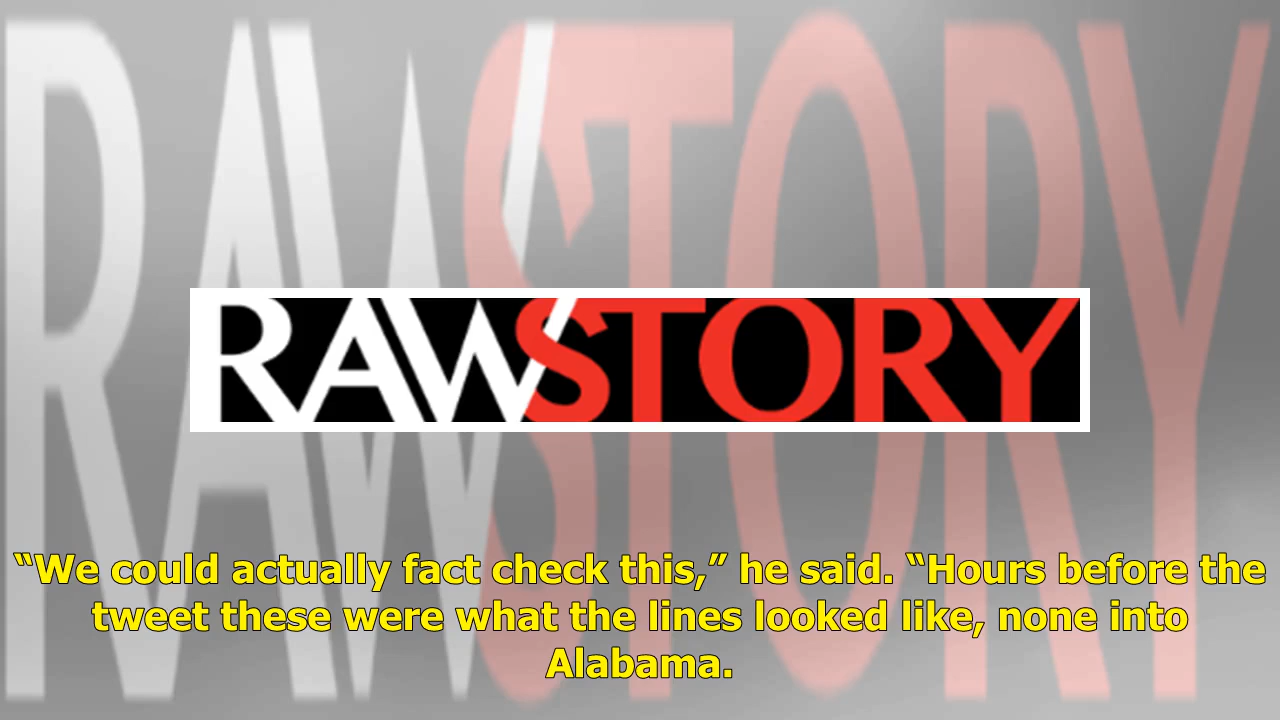 RAWSTORY
RAWSTORY
“We could actually fact check this,” he said. “Hours before the
tweet these were what the lines looked like, none into
Alabama.